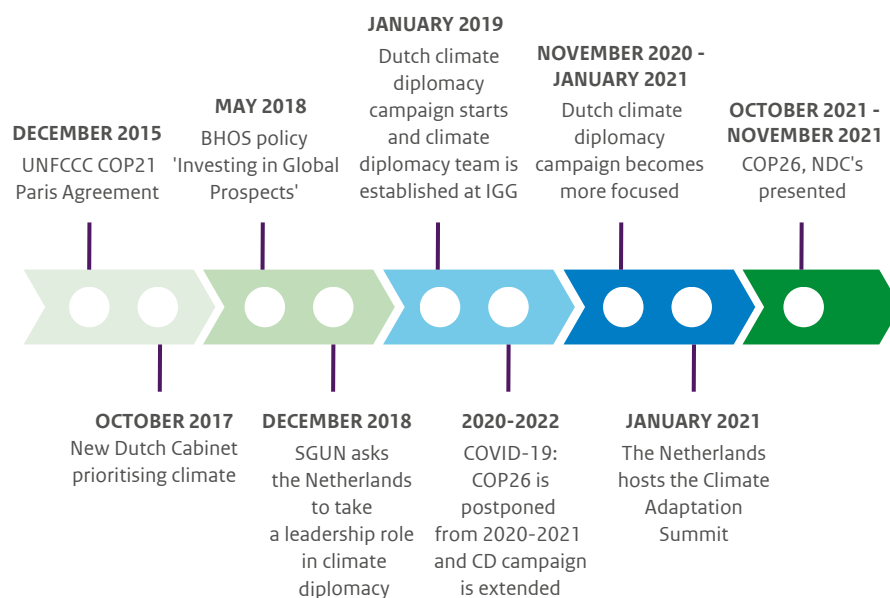 DECEMBER 2015
UNFCCC COP21
Paris Agreement
MAY 2018
BHOS policy
'Investing in Global
Prospects'
JANUARY 2019
Dutch climate
diplomacy
campaign starts
and climate
diplomacy team is
established at IGG
NOVEMBER 2020 -
JANUARY 2021
Dutch climate
diplomacy
campaign becomes
more focused
OCTOBER 2021 -
NOVEMBER 2021
COP26, NDC's
presented
OCTOBER 2017
New Dutch Cabinet
prioritising climate
DECEMBER 2018
SGUN asks
the Netherlands
to take
a leadership role
in climate
diplomacy
2020-2022
COVID-19:
COP26 is
postponed
from 2020-2021
and CD campaign
is extended
JANUARY 2021
The Netherlands
hosts the Climate
Adaptation
Summit